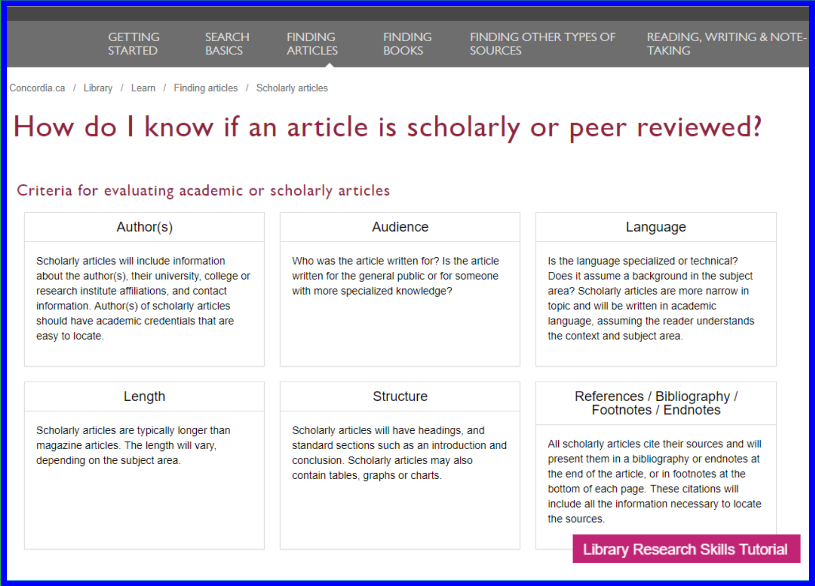 GETTING
STARTED
SEARCH
BASICS
FINDING
ARTICLES
FINDING
BOOKS
FINDING OTHER TYPES OF
SOURCES
READING, WRITING & NOTE-
TAKING
Concordia.ca / Library / Learn / Finding articles / Scholarly articles
How do I know if an article is scholarly or peer reviewed?
Criteria for evaluating academic or scholarly articles
Author(s)
Scholarly articles will include information
about the author(s), their university, college or
research institute affiliations, and contact
information. Author(s) of scholarly articles
should have academic credentials that are
easy to locate.
Audience
Who was the article written for? Is the article
written for the general public or for someone
with more specialized knowledge?
Language
Is the language specialized or technical?
Does it assume a background in the subject
area? Scholarly articles are more narrow in
topic and will be written in academic
language, assuming the reader understands
the context and subject area.
Length
Scholarly articles are typically longer than
magazine articles. The length will vary,
depending on the subject area.
Structure
Scholarly articles will have headings, and
standard sections such as an introduction and
conclusion. Scholarly articles may also
contain tables, graphs or charts.
References / Bibliography /
Footnotes / Endnotes
All scholarly articles cite their sources and will
present them in a bibliography or endnotes at
the end of the article, or in footnotes at the
bottom of each page. These citations will
include all the information necessary to locate
the sources.
Library Research Skills Tutorial